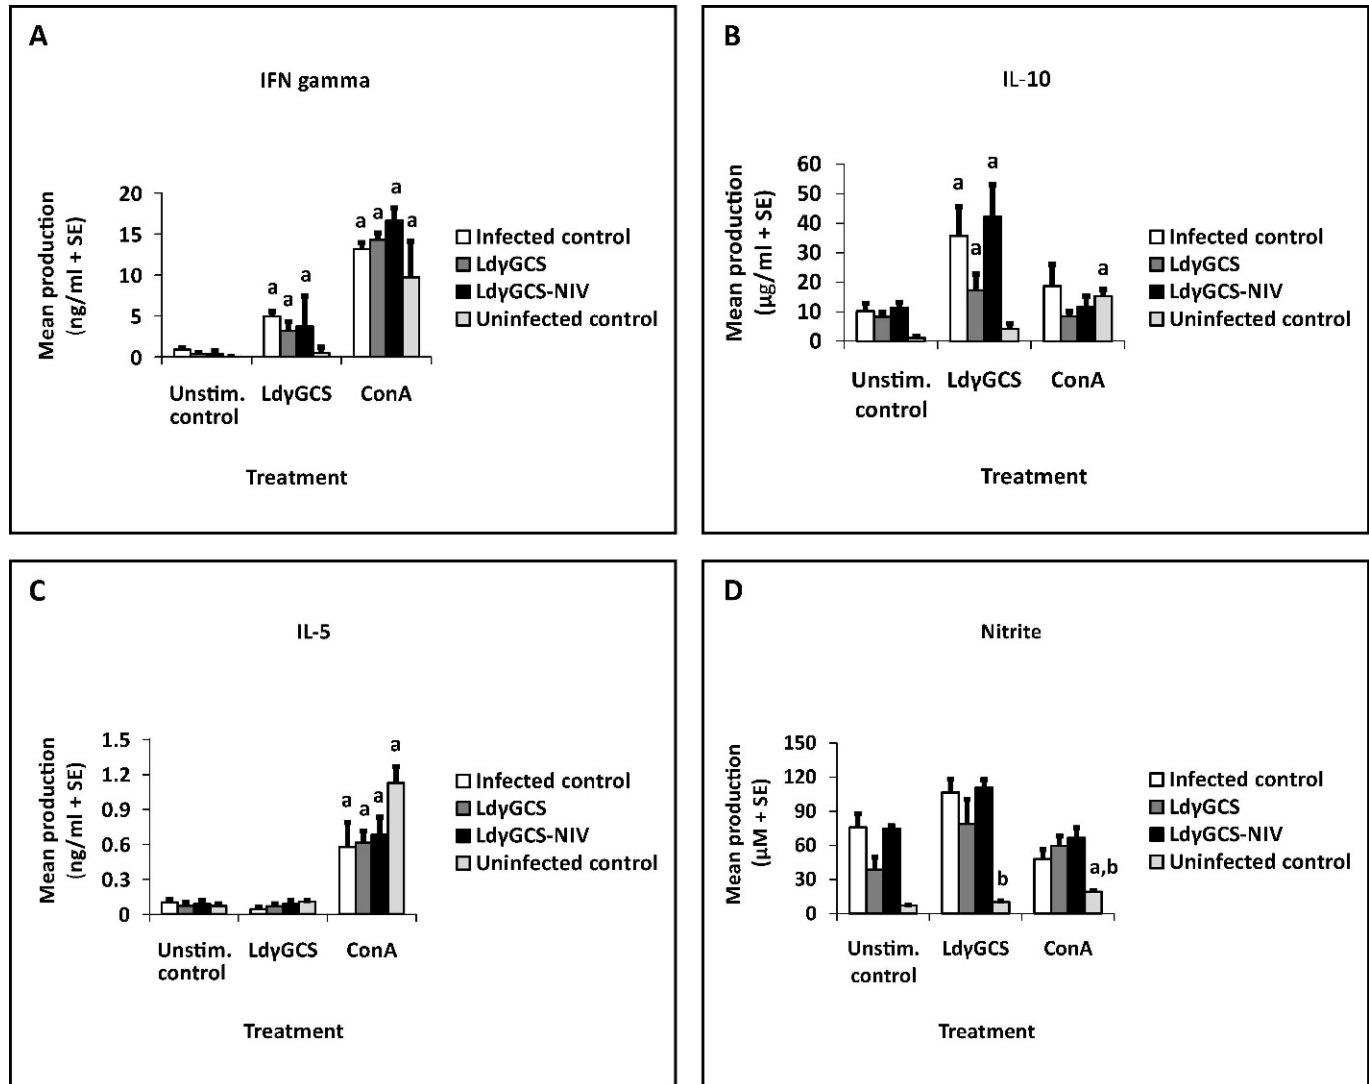 A
IFN gamma
Mean production
(ng/ml + SE)
20
15
10
5
0
a
a
a
a
a
a
a
Unstim.
control
LdγGCS
ConA
Treatment
Infected control
LdγGCS
LdγGCS-NIV
Uninfected control
B
IL-10
Mean production
(µg/ml + SE)
60
50
40
30
20
10
0
a
a
a
a
Unstim.
control
LdγGCS
ConA
Treatment
Infected control
LdγGCS
LdγGCS-NIV
Uninfected control
C
IL-5
Mean production
(ng/ml + SE)
1.5
1.2
0.9
0.6
0.3
0
a
a
a
a
Unstim.
control
LdγGCS
ConA
Treatment
Infected control
LdγGCS
LdγGCS-NIV
Uninfected control
D
Nitrite
Mean production
(µM + SE)
150
120
90
60
30
0
b
a,b
Unstim.
control
LdγGCS
ConA
Treatment
Infected control
LdγGCS
LdγGCS-NIV
Uninfected control